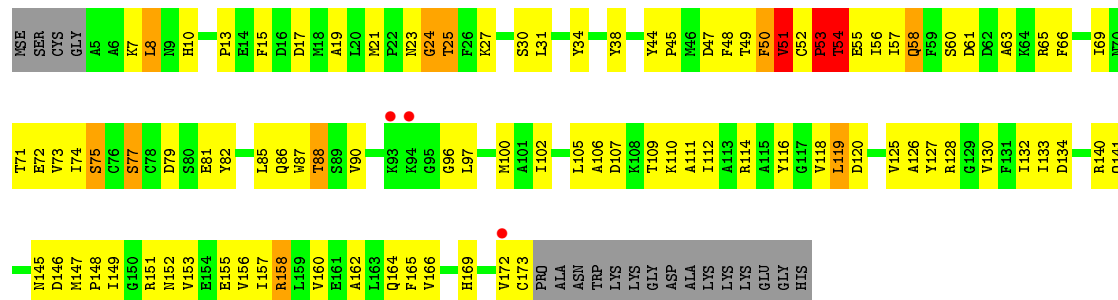 MSE SER CYS GLY A5 A6 K7 L8 N9 H10 P13 E14 F15 D16 D17 M18 A19 L20 M21 P22 N23 G24 T25 F26 K27 S30 L31 Y34 Y38 Y44 P45 M46 D47 F48 T49 F50 V51 C52 P53 T54 E55 I56 I57 Q58 F59 S60 D61 D62 A63 K64 R65 F66 I69 N70
T71 E72 V73 I74 S75 C76 S77 C78 D79 S80 E81 Y82 L85 Q86 W87 T88 S89 V90 K93 K94 G95 G96 L97 M100 A101 I102 L105 A106 D107 K108 T109 K110 A111 I112 A113 R114 A115 Y116 G117 V118 L119 D120 V125 A126 Y127 R128 G129 V130 F131 I132 I133 D134 R140 Q141
N145 D146 M147 P148 I149 G150 R151 N152 V153 E154 E155 V156 I157 R158 L159 V160 E161 A162 L163 Q164 F165 V166 H169 V172 C173 PRO ALA ASN TRP LYS LYS GLY ASP ALA ALA LYS LYS LYS GLU GLY HIS